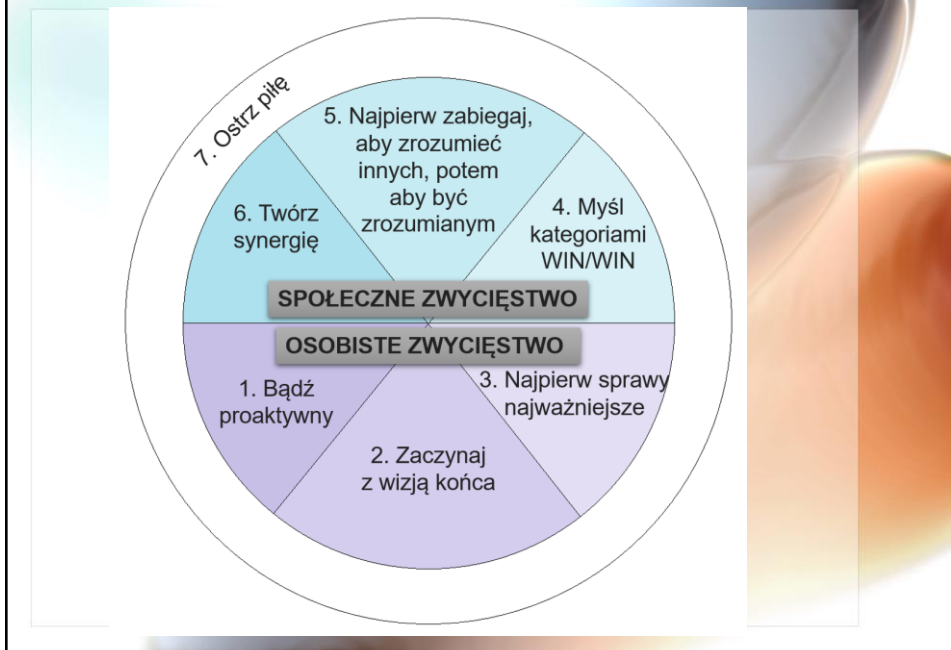 7. Ostrz piłę
5. Najpierw zabiegaj,
aby zrozumieć
innych, potem
aby być
zrozumianym
6. Twórz
synergię
4. Myśl
kategoriami
WIN/WIN
SPOŁECZNE ZWYCIĘSTWO
OSOBISTE ZWYCIĘSTWO
1. Bądź
proaktywny
2. Zaczynaj
z wizją końca
3. Najpierw sprawy
najważniejsze